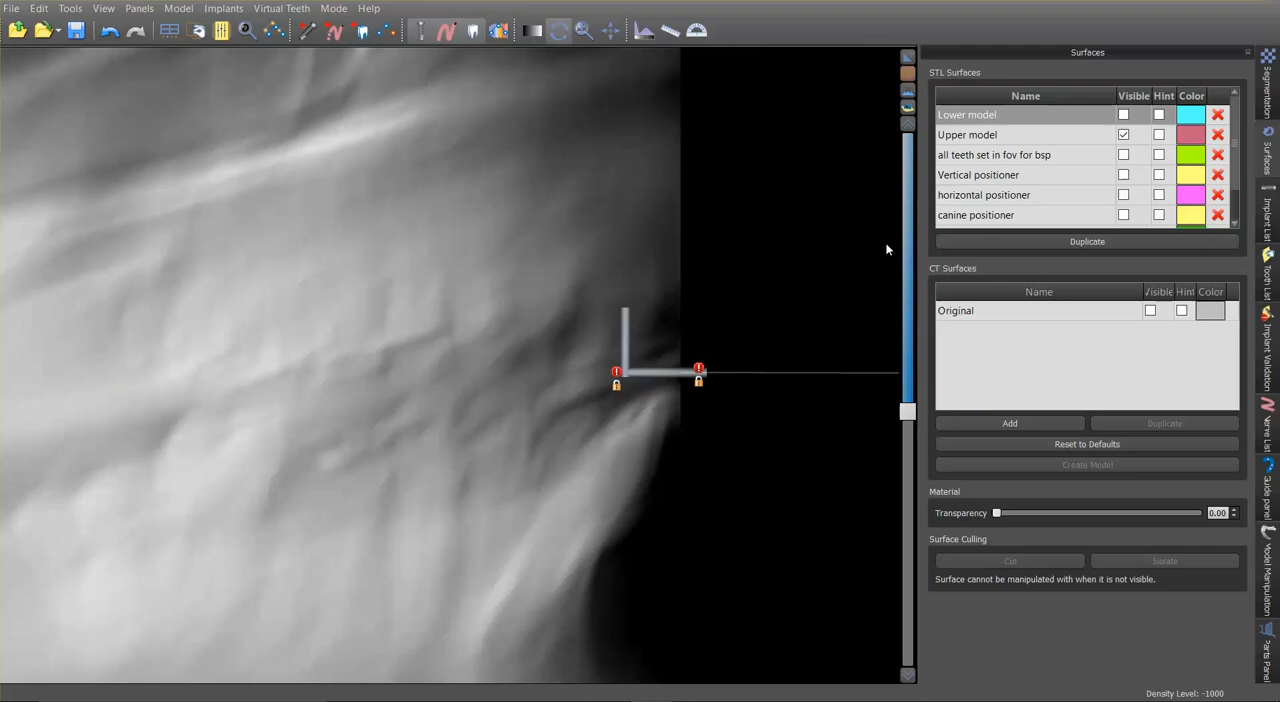 File Edit Tools View Panels Model Implants Virtual Teeth Mode Help
Surfaces
STL Surfaces
Name Visible Hint Color
Lower model
Upper model
all teeth set in fov for bsp
Vertical positioner
horizontal positioner
canine positioner
Duplicate
CT Surfaces
Name Hint Color
Original
Add Duplicate
Reset to Defaults
Create Model
Material
Transparency 0.00
Surface Culling
Cut Isolate
Surface cannot be manipulated with when it is not visible.
Density Level: -1000
Segmentation
Surfaces
Implant List
Tooth List
Implant Validation
Nerve List
Guide panel
Model Manipulation
Parts Panel